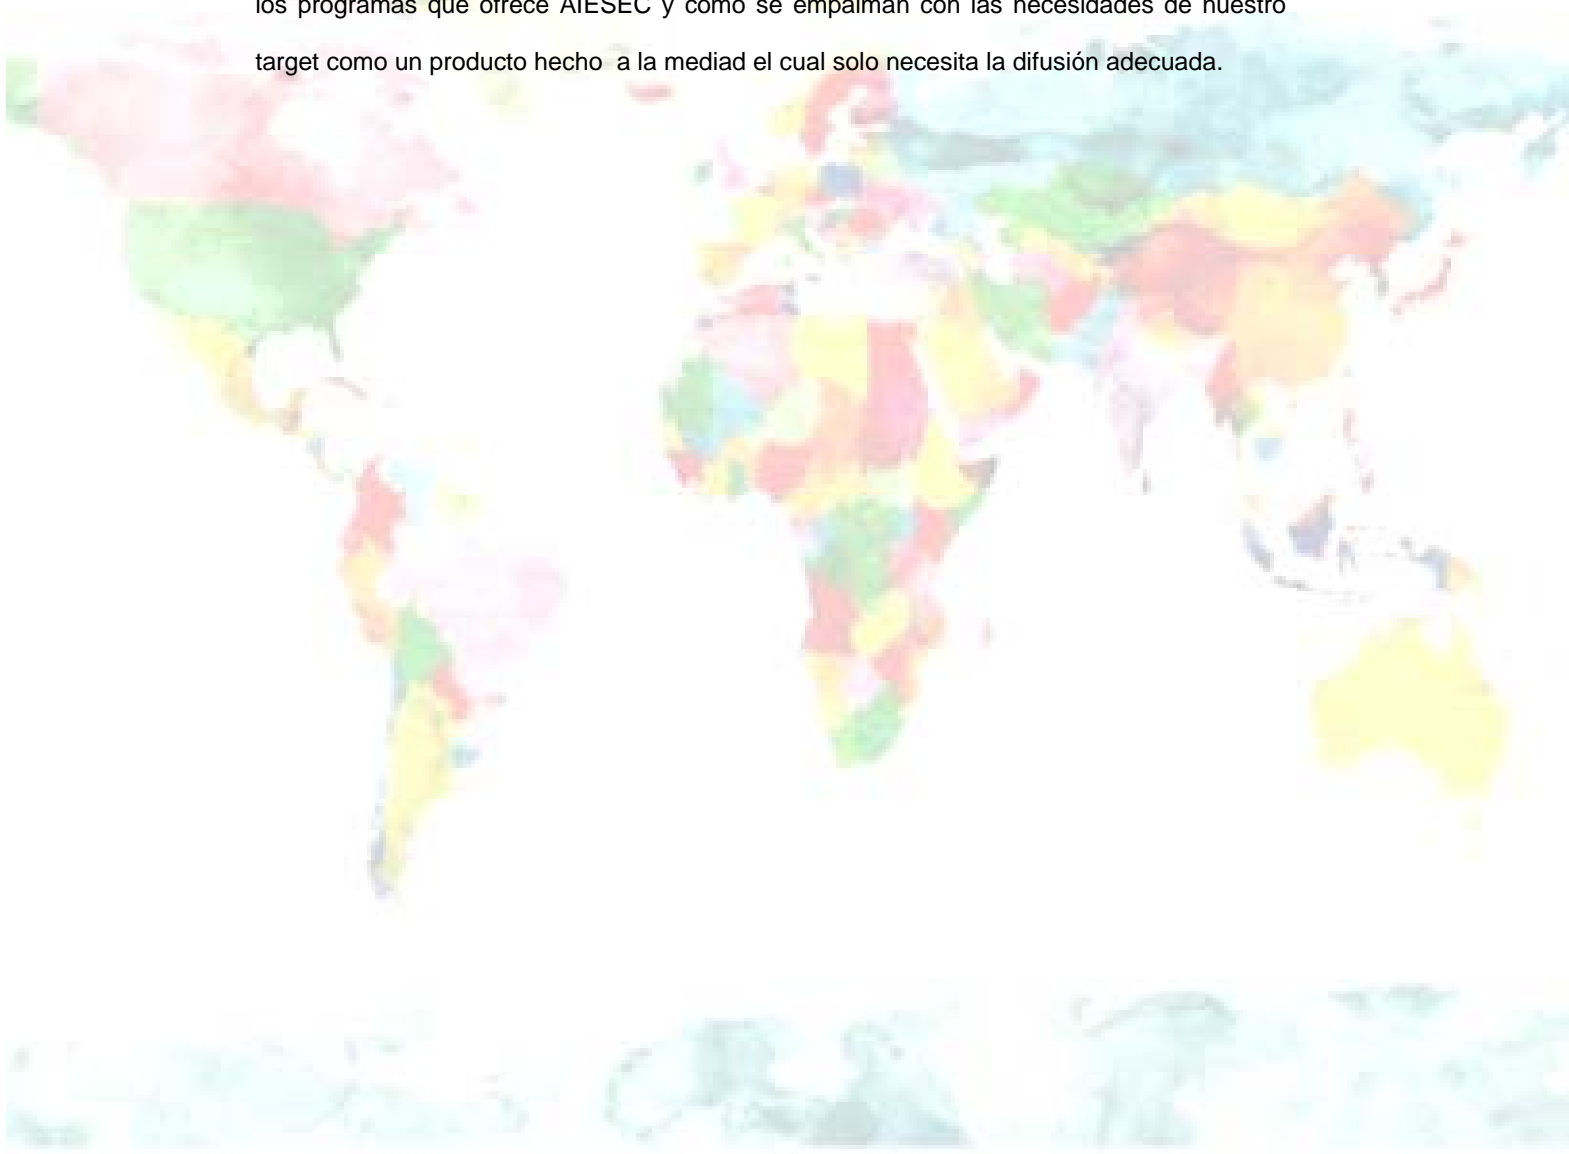 los programas que ofrece AIESEC y como se empalman con las necesidades de nuestro
target como un producto hecho  a la mediad el cual solo necesita la difusión adecuada.